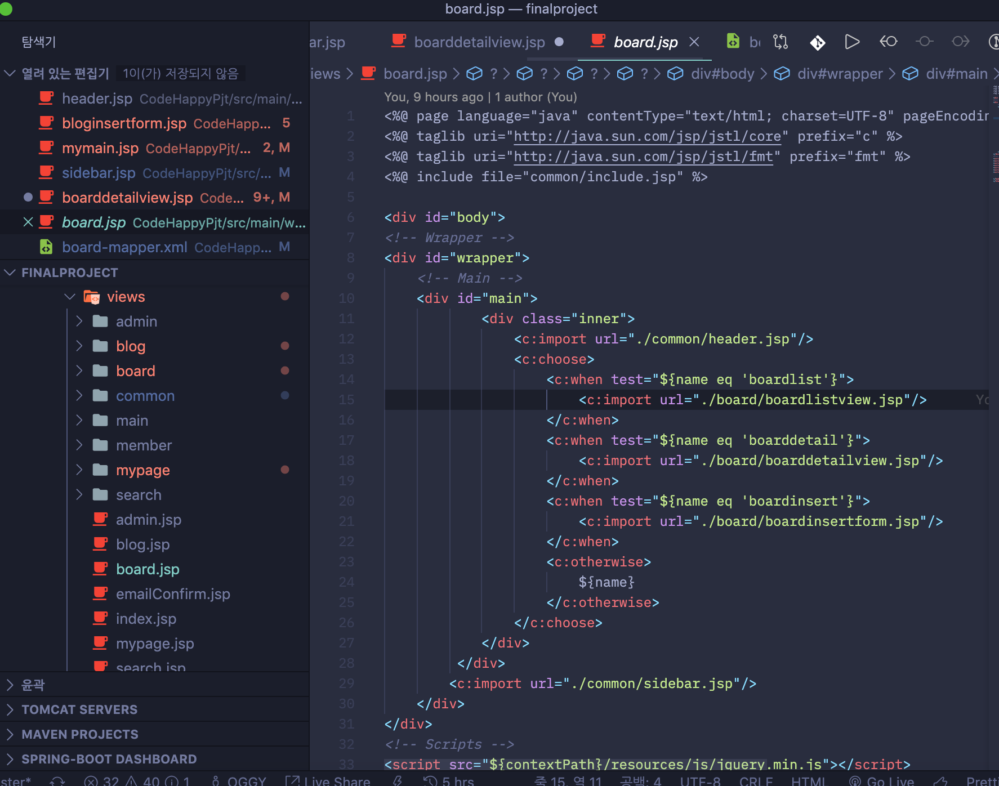 board.jsp — finalproject
탐색기
열려 있는 편집기 1이(가) 저장되지 않음
header.jsp CodeHappyPjt/src/main/...
bloginsertform.jsp CodeHapp... 5
mymain.jsp CodeHappyPjt/... 2, M
sidebar.jsp CodeHappyPjt/src/... M
boarddetailview.jsp Code... 9+, M
board.jsp CodeHappyPjt/src/main/w...
board-mapper.xml CodeHapp... M
FINALPROJECT
views
admin
blog
board
common
main
member
mypage
search
admin.jsp
blog.jsp
board.jsp
emailConfirm.jsp
index.jsp
mypage.jsp
search.jsp
윤곽
TOMCAT SERVERS
MAVEN PROJECTS
SPRING-BOOT DASHBOARD
ar.jsp boarddetailview.jsp board.jsp
iews > board.jsp > ? > ? > ? > ? > div#body > div#wrapper > div#main >
You, 9 hours ago | 1 author (You)
1 <%@ page language="java" contentType="text/html; charset=UTF-8" pageEncodin
2 <%@ taglib uri="http://java.sun.com/jsp/jstl/core" prefix="c" %>
3 <%@ taglib uri="http://java.sun.com/jsp/jstl/fmt" prefix="fmt" %>
4 <%@ include file="common/include.jsp" %>
5
6 <div id="body">
7 <!-- Wrapper -->
8 <div id="wrapper">
9 <!-- Main -->
10 <div id="main">
11 <div class="inner">
12 <c:import url="./common/header.jsp"/>
13 <c:choose>
14 <c:when test="${name eq 'boardlist'}">
15 <c:import url="./board/boardlistview.jsp"/> Yo
16 </c:when>
17 <c:when test="${name eq 'boarddetail'}">
18 <c:import url="./board/boarddetailview.jsp"/>
19 </c:when>
20 <c:when test="${name eq 'boardinsert'}">
21 <c:import url="./board/boardinsertform.jsp"/>
22 </c:when>
23 <c:otherwise>
24 ${name}
25 </c:otherwise>
26 </c:choose>
27 </div>
28 </div>
29 <c:import url="./common/sidebar.jsp"/>
30 </div>
31 </div>
32 <!-- Scripts -->
33 <script src="${contextPath}/resources/js/jquery.min.js"></script>
ster* 32 40 1 OGGY Live Share 5 hrs 줄 15, 열 11 공백: 4 UTF-8 CRLF HTML Go Live Pretti